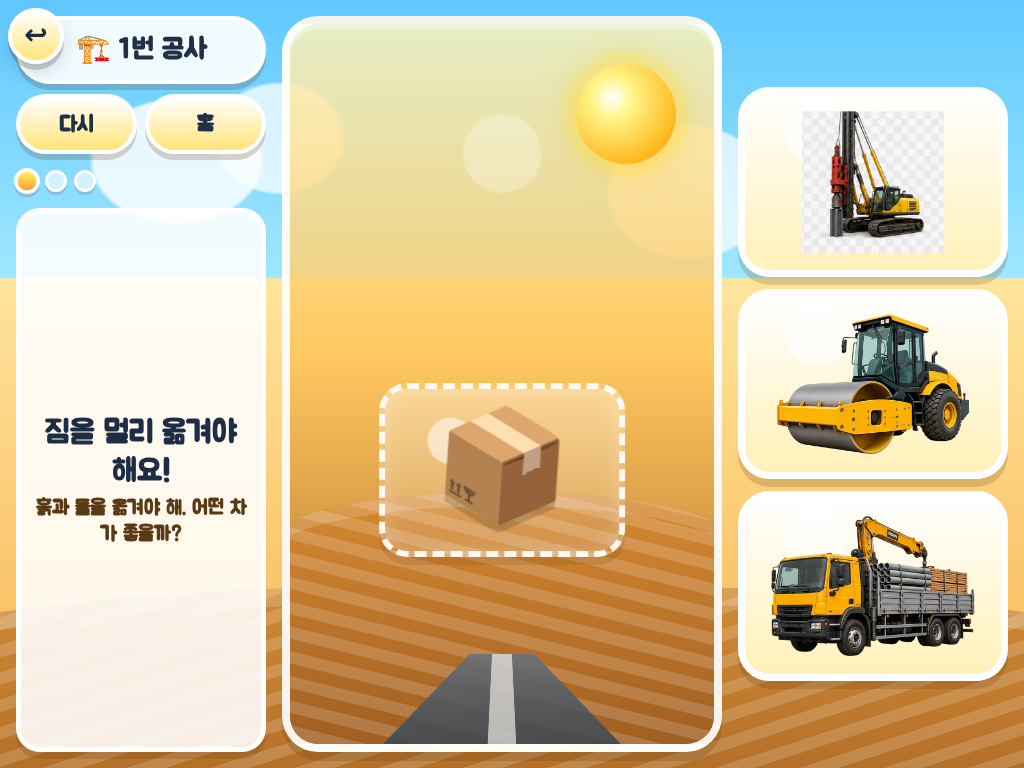 1번 공사
다시
홈
짐을 멀리 옮겨야
해요!
흙과 돌을 옮겨야 해. 어떤 차
가 좋을까?